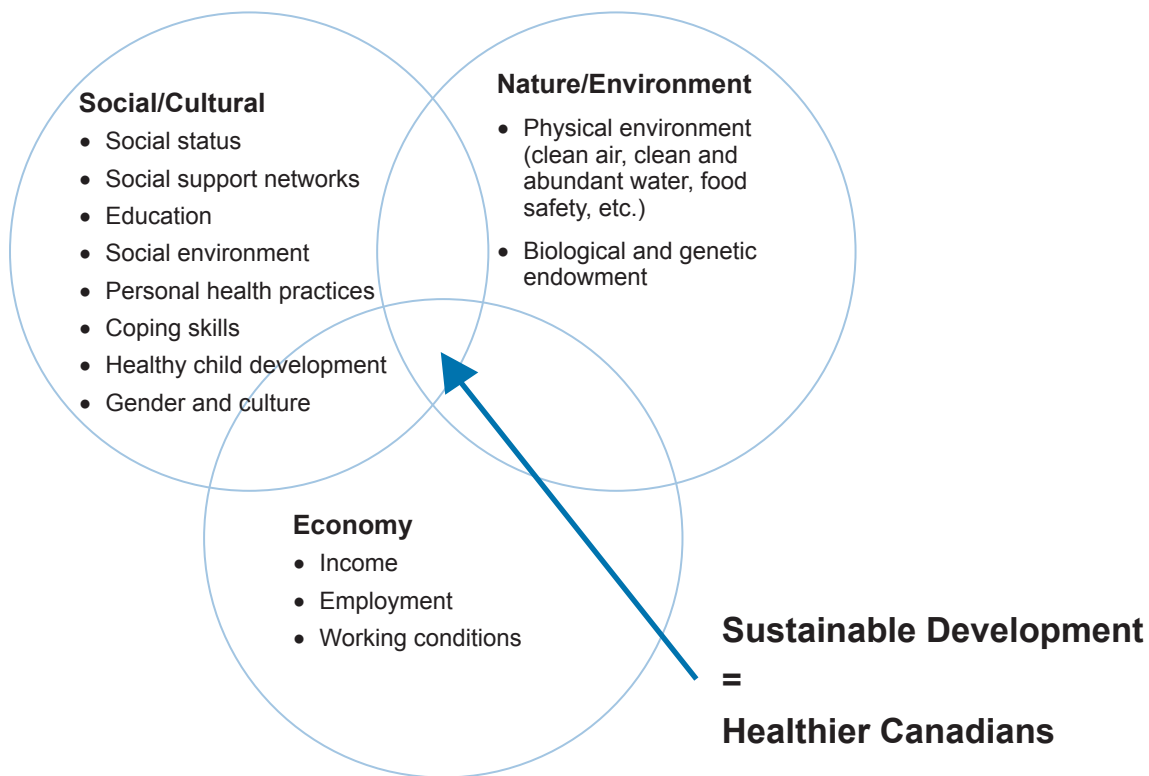 Social/Cultural
• Social status
• Social support networks
• Education
• Social environment
• Personal health practices
• Coping skills
• Healthy child development
• Gender and culture
Nature/Environment
• Physical environment
(clean air, clean and
abundant water, food
safety, etc.)
• Biological and genetic
endowment
Economy
• Income
• Employment
• Working conditions
Sustainable Development
=
Healthier Canadians